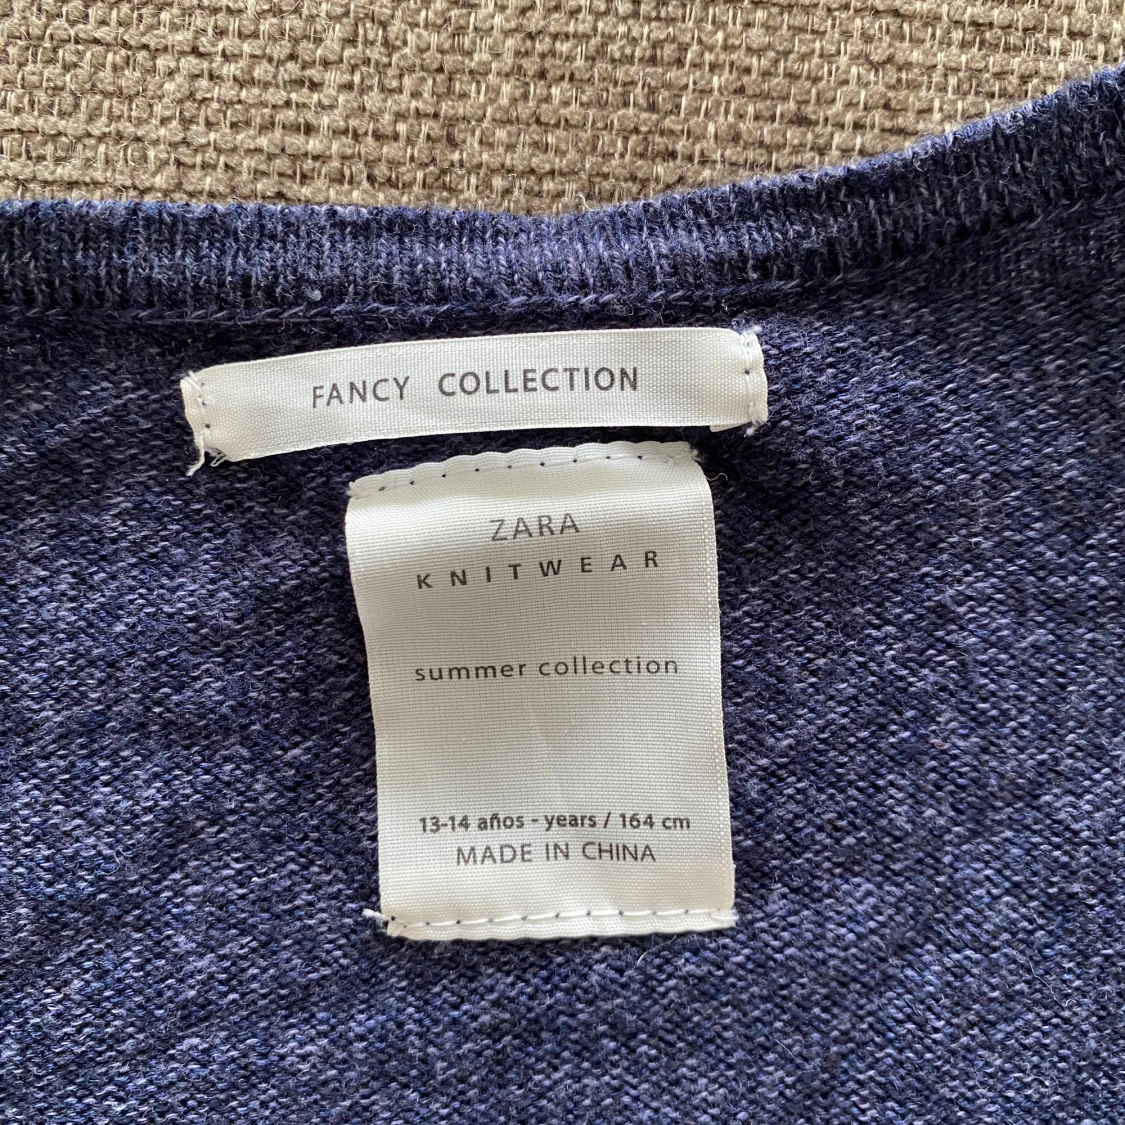 FANCY COLLECTION
ZARA
KNITWEAR
summer collection
13-14 años - years / 164 cm
MADE IN CHINA